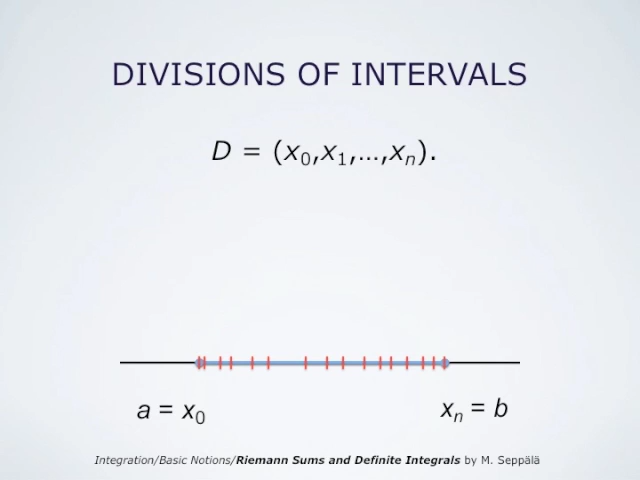 DIVISIONS OF INTERVALS
D = (x₀,x₁,...,xₙ).
a = x₀
xₙ = b
Integration/Basic Notions/Riemann Sums and Definite Integrals by M. Seppälä